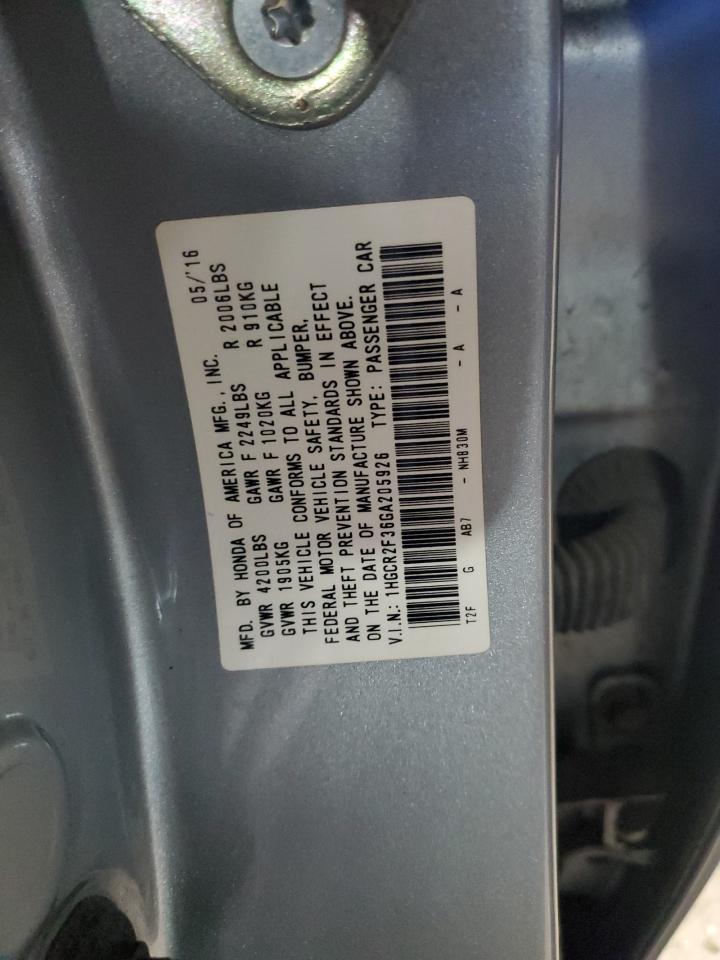 MFD. BY HONDA OF AMERICA MFG., INC. 05/'16
GVWR 4200LBS GAWR F 2249LBS R 2006LBS
GVWR 1905KG GAWR F 1020KG R 910KG
THIS VEHICLE CONFORMS TO ALL APPLICABLE
FEDERAL MOTOR VEHICLE SAFETY, BUMPER,
AND THEFT PREVENTION STANDARDS IN EFFECT
ON THE DATE OF MANUFACTURE SHOWN ABOVE.
V.I.N.: 1HGCR2F36GA205926 TYPE: PASSENGER CAR
T2F G AB7 - NH830M - A - A